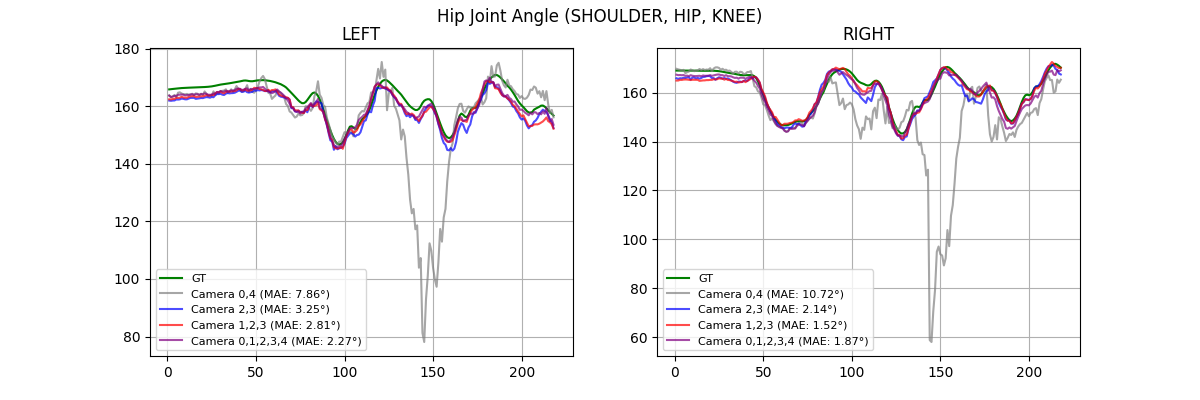 Hip Joint Angle (SHOULDER, HIP, KNEE)
LEFT
180
160
140
120
100
80
0
50
100
150
200
GT
Camera 0,4 (MAE: 7.86°)
Camera 2,3 (MAE: 3.25°)
Camera 1,2,3 (MAE: 2.81°)
Camera 0,1,2,3,4 (MAE: 2.27°)
RIGHT
160
140
120
100
80
60
0
50
100
150
200
GT
Camera 0,4 (MAE: 10.72°)
Camera 2,3 (MAE: 2.14°)
Camera 1,2,3 (MAE: 1.52°)
Camera 0,1,2,3,4 (MAE: 1.87°)